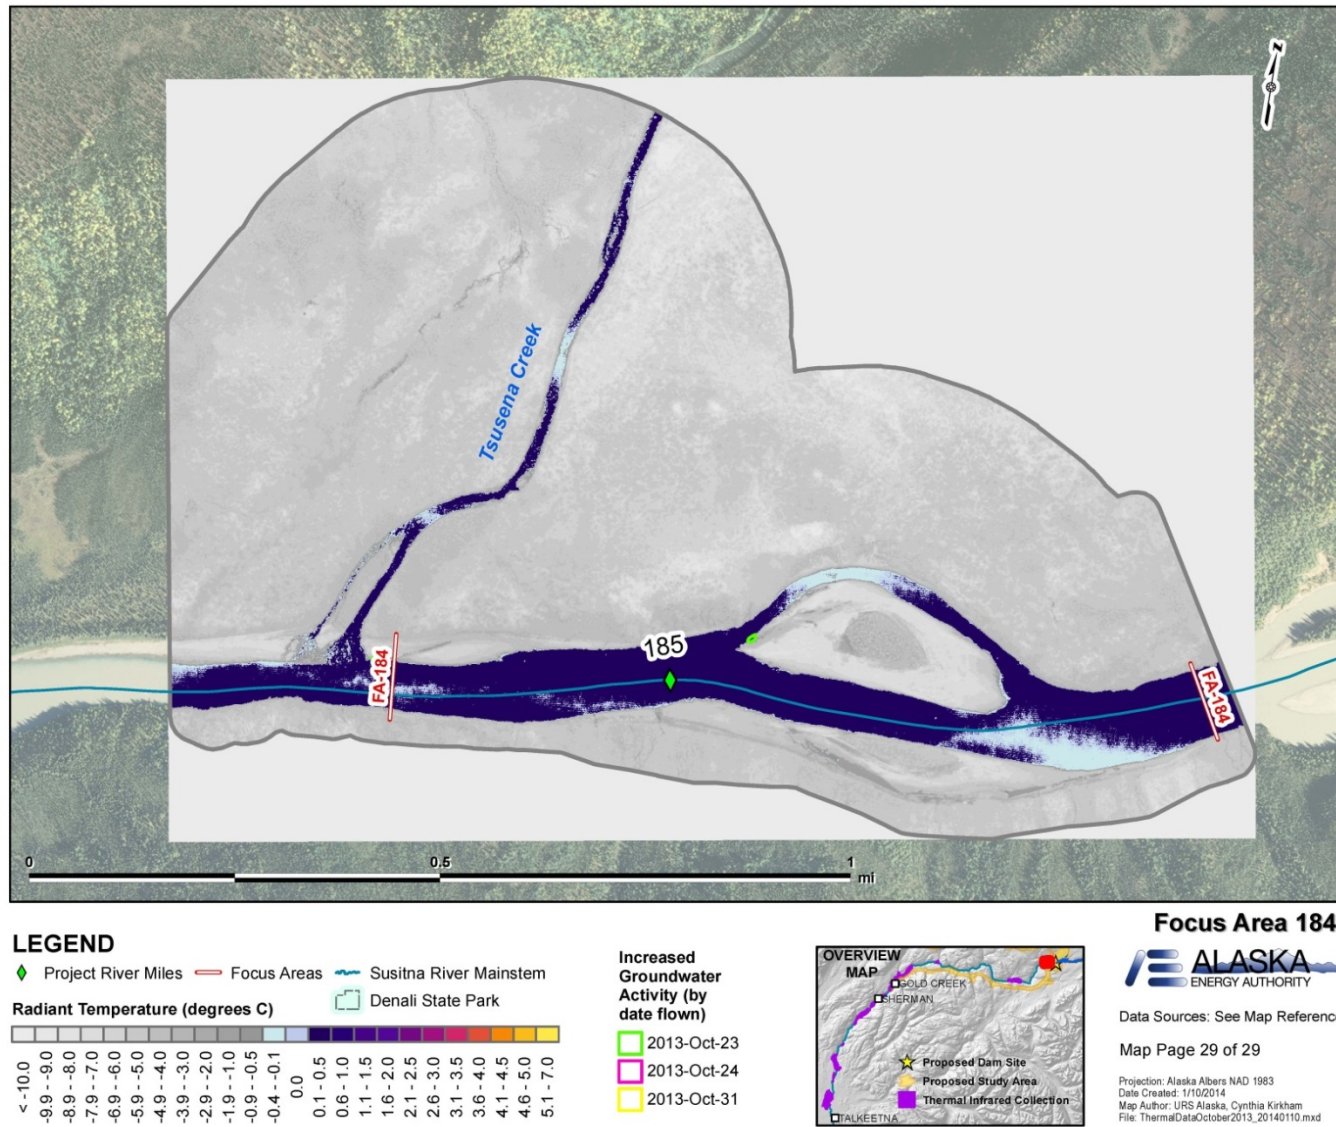 N
Tsusena Creek
185
FA-184
FA-184
0
0.5
1
mi
LEGEND
Project River Miles
Focus Areas
Susitna River Mainstem
Denali State Park
Radiant Temperature (degrees C)
< -10.0
-9.9 - -9.0
-8.9 - -8.0
-7.9 - -7.0
-6.9 - -6.0
-5.9 - -5.0
-4.9 - -4.0
-3.9 - -3.0
-2.9 - -2.0
-1.9 - -1.0
-0.9 - -0.5
-0.4 - -0.1
0.0
0.1 - 0.5
0.6 - 1.0
1.1 - 1.5
1.6 - 2.0
2.1 - 2.5
2.6 - 3.0
3.1 - 3.5
3.6 - 4.0
4.1 - 4.5
4.6 - 5.0
5.1 - 7.0
Increased
Groundwater
Activity (by
date flown)
2013-Oct-23
2013-Oct-24
2013-Oct-31
OVERVIEW
MAP
GOLD CREEK
SHERMAN
TALKEETNA
Proposed Dam Site
Proposed Study Area
Thermal Infrared Collection
Focus Area 184
ALASKA
ENERGY AUTHORITY
Data Sources: See Map Referenc
Map Page 29 of 29
Projection: Alaska Albers NAD 1983
Date Created: 1/10/2014
Map Author: URS Alaska, Cynthia Kirkham
File: ThermalDataOctober2013_20140110.mxd